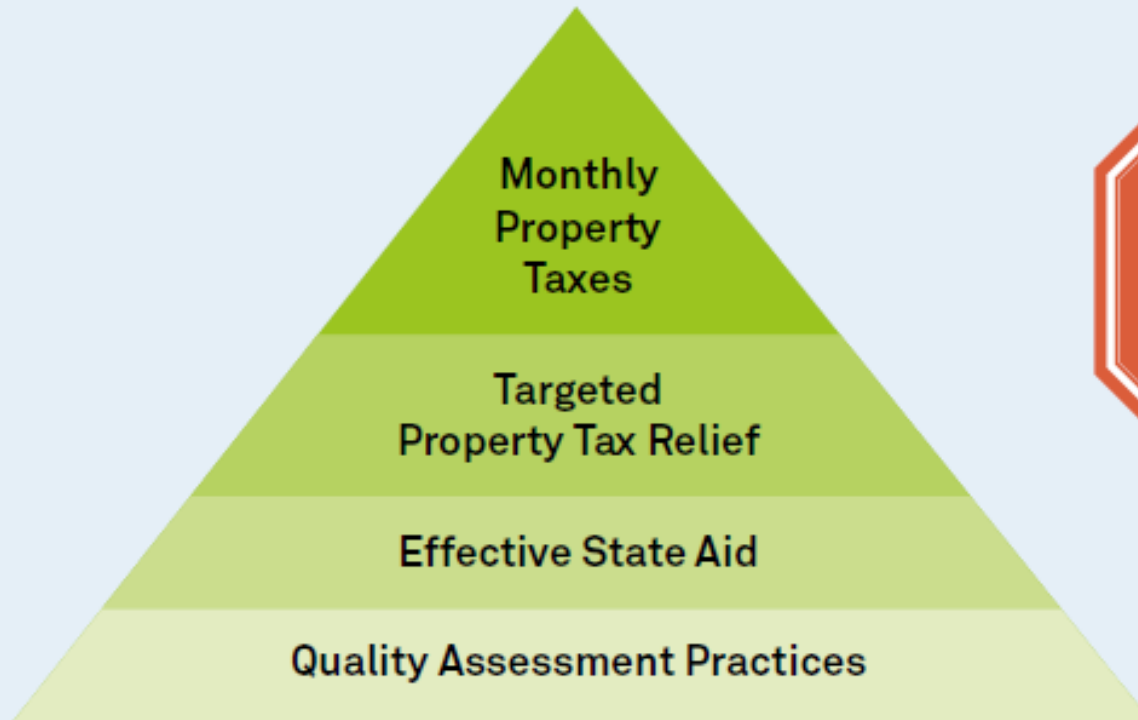 Monthly
Property
Taxes
Targeted
Property Tax Relief
Effective State Aid
Quality Assessment Practices